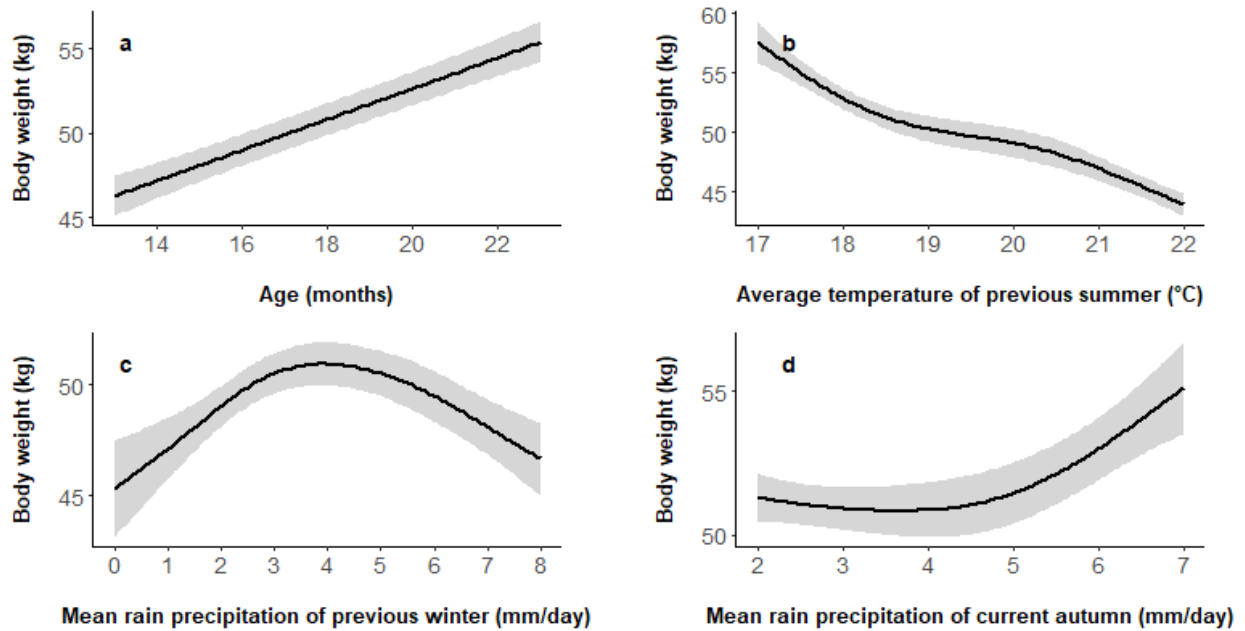 a
Body weight (kg)
55
50
45
14 16 18 20 22
Age (months)
b
Body weight (kg)
60
55
50
45
17 18 19 20 21 22
Average temperature of previous summer (°C)
c
Body weight (kg)
50
45
0 1 2 3 4 5 6 7 8
Mean rain precipitation of previous winter (mm/day)
d
Body weight (kg)
55
50
2 3 4 5 6 7
Mean rain precipitation of current autumn (mm/day)